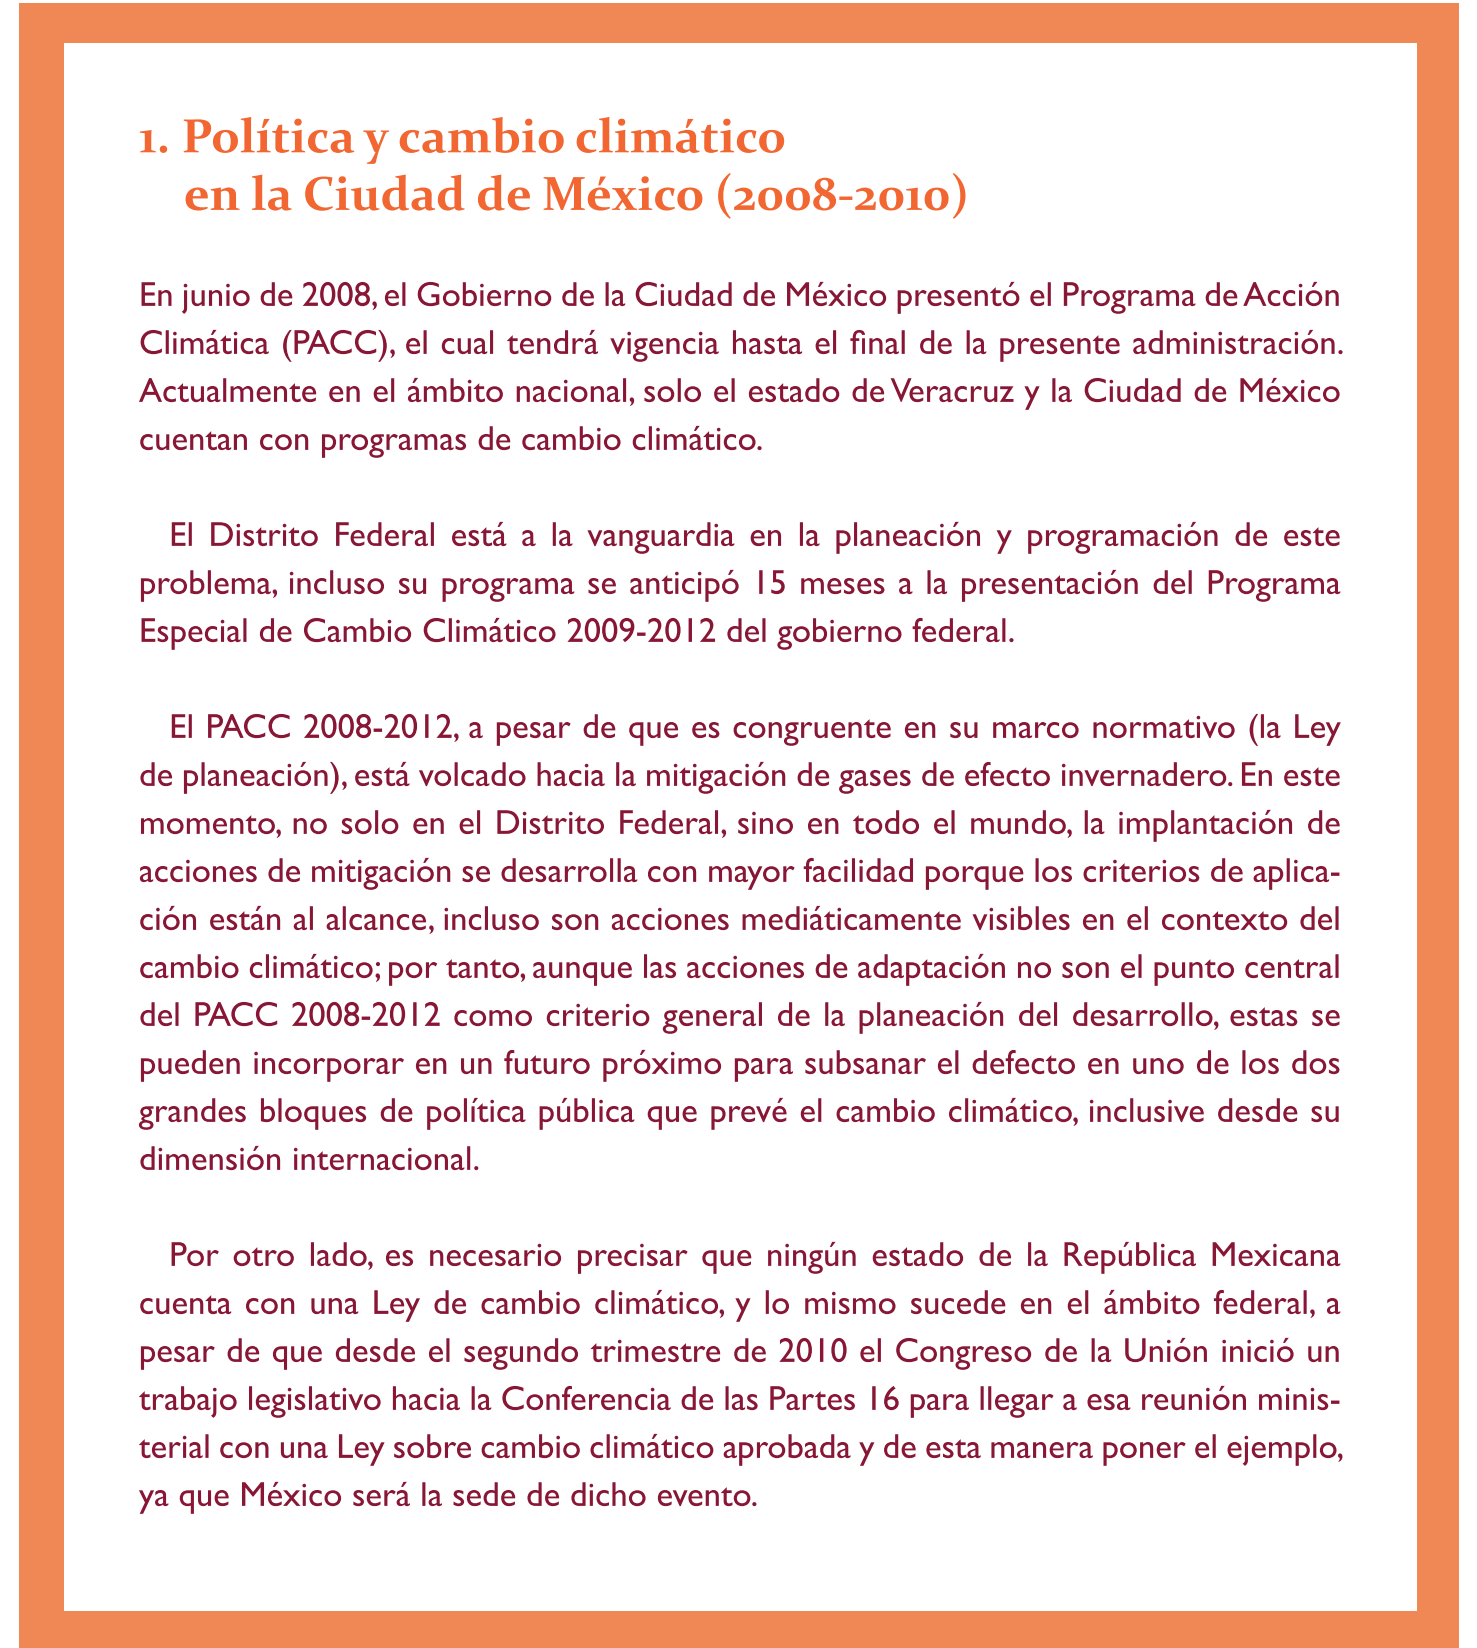 1. Política y cambio climático
en la Ciudad de México (2008-2010)
En junio de 2008, el Gobierno de la Ciudad de México presentó el Programa de Acción
Climática (PACC), el cual tendrá vigencia hasta el final de la presente administración.
Actualmente en el ámbito nacional, solo el estado de Veracruz y la Ciudad de México
cuentan con programas de cambio climático.
El Distrito Federal está a la vanguardia en la planeación y programación de este
problema, incluso su programa se anticipó 15 meses a la presentación del Programa
Especial de Cambio Climático 2009-2012 del gobierno federal.
El PACC 2008-2012, a pesar de que es congruente en su marco normativo (la Ley
de planeación), está volcado hacia la mitigación de gases de efecto invernadero. En este
momento, no solo en el Distrito Federal, sino en todo el mundo, la implantación de
acciones de mitigación se desarrolla con mayor facilidad porque los criterios de aplica-
ción están al alcance, incluso son acciones mediáticamente visibles en el contexto del
cambio climático; por tanto, aunque las acciones de adaptación no son el punto central
del PACC 2008-2012 como criterio general de la planeación del desarrollo, estas se
pueden incorporar en un futuro próximo para subsanar el defecto en uno de los dos
grandes bloques de política pública que prevé el cambio climático, inclusive desde su
dimensión internacional.
Por otro lado, es necesario precisar que ningún estado de la República Mexicana
cuenta con una Ley de cambio climático, y lo mismo sucede en el ámbito federal, a
pesar de que desde el segundo trimestre de 2010 el Congreso de la Unión inició un
trabajo legislativo hacia la Conferencia de las Partes 16 para llegar a esa reunión minis-
terial con una Ley sobre cambio climático aprobada y de esta manera poner el ejemplo,
ya que México será la sede de dicho evento.